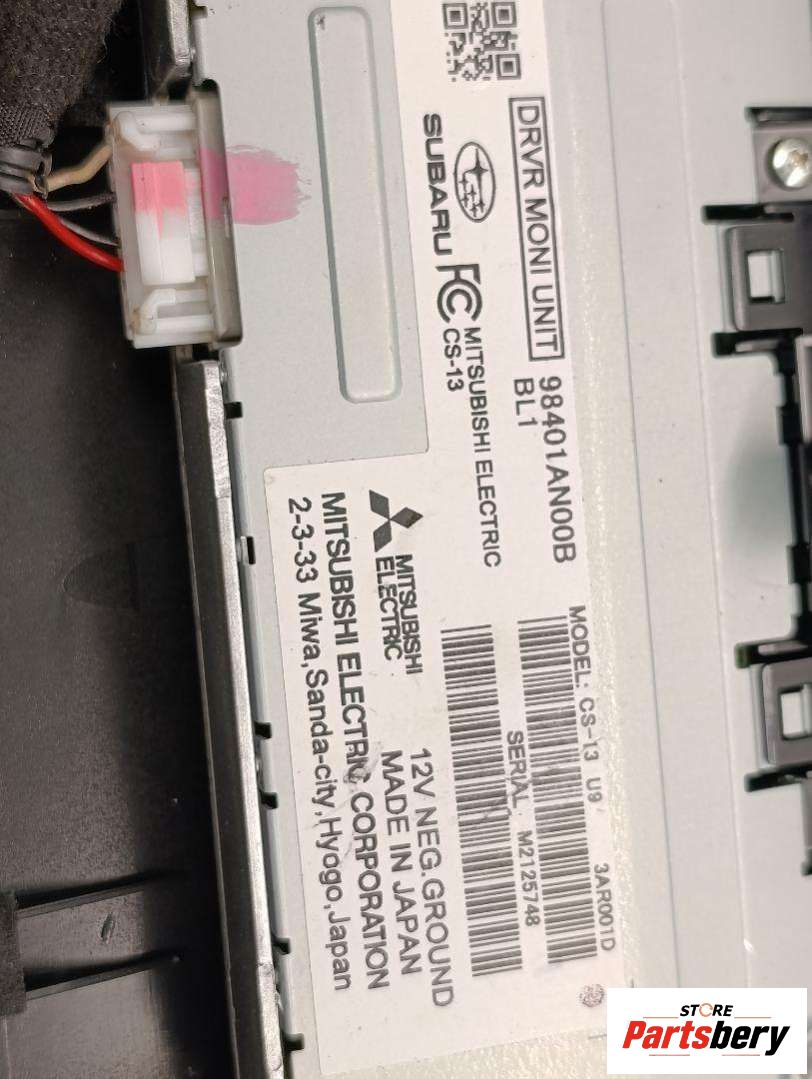 DRVR MONI UNIT 98401AN00B
BL1
SUBARU
FC MITSUBISHI ELECTRIC
CS-13
MODEL: CS-13 U9 3AR001D
SERIAL M2125748
MITSUBISHI
ELECTRIC
12V NEG.GROUND
MADE IN JAPAN
MITSUBISHI ELECTRIC CORPORATION
2-3-33 Miwa,Sanda-city,Hyogo,Japan
STORE
Partsbery